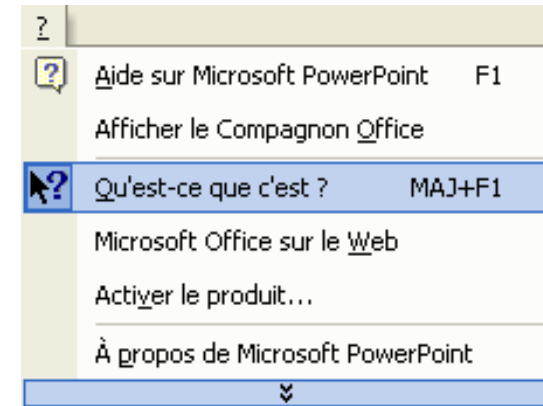 ?
Aide sur Microsoft PowerPoint F1
Afficher le Compagnon Office
Qu'est-ce que c'est ? MAJ+F1
Microsoft Office sur le Web
Activer le produit...
À propos de Microsoft PowerPoint